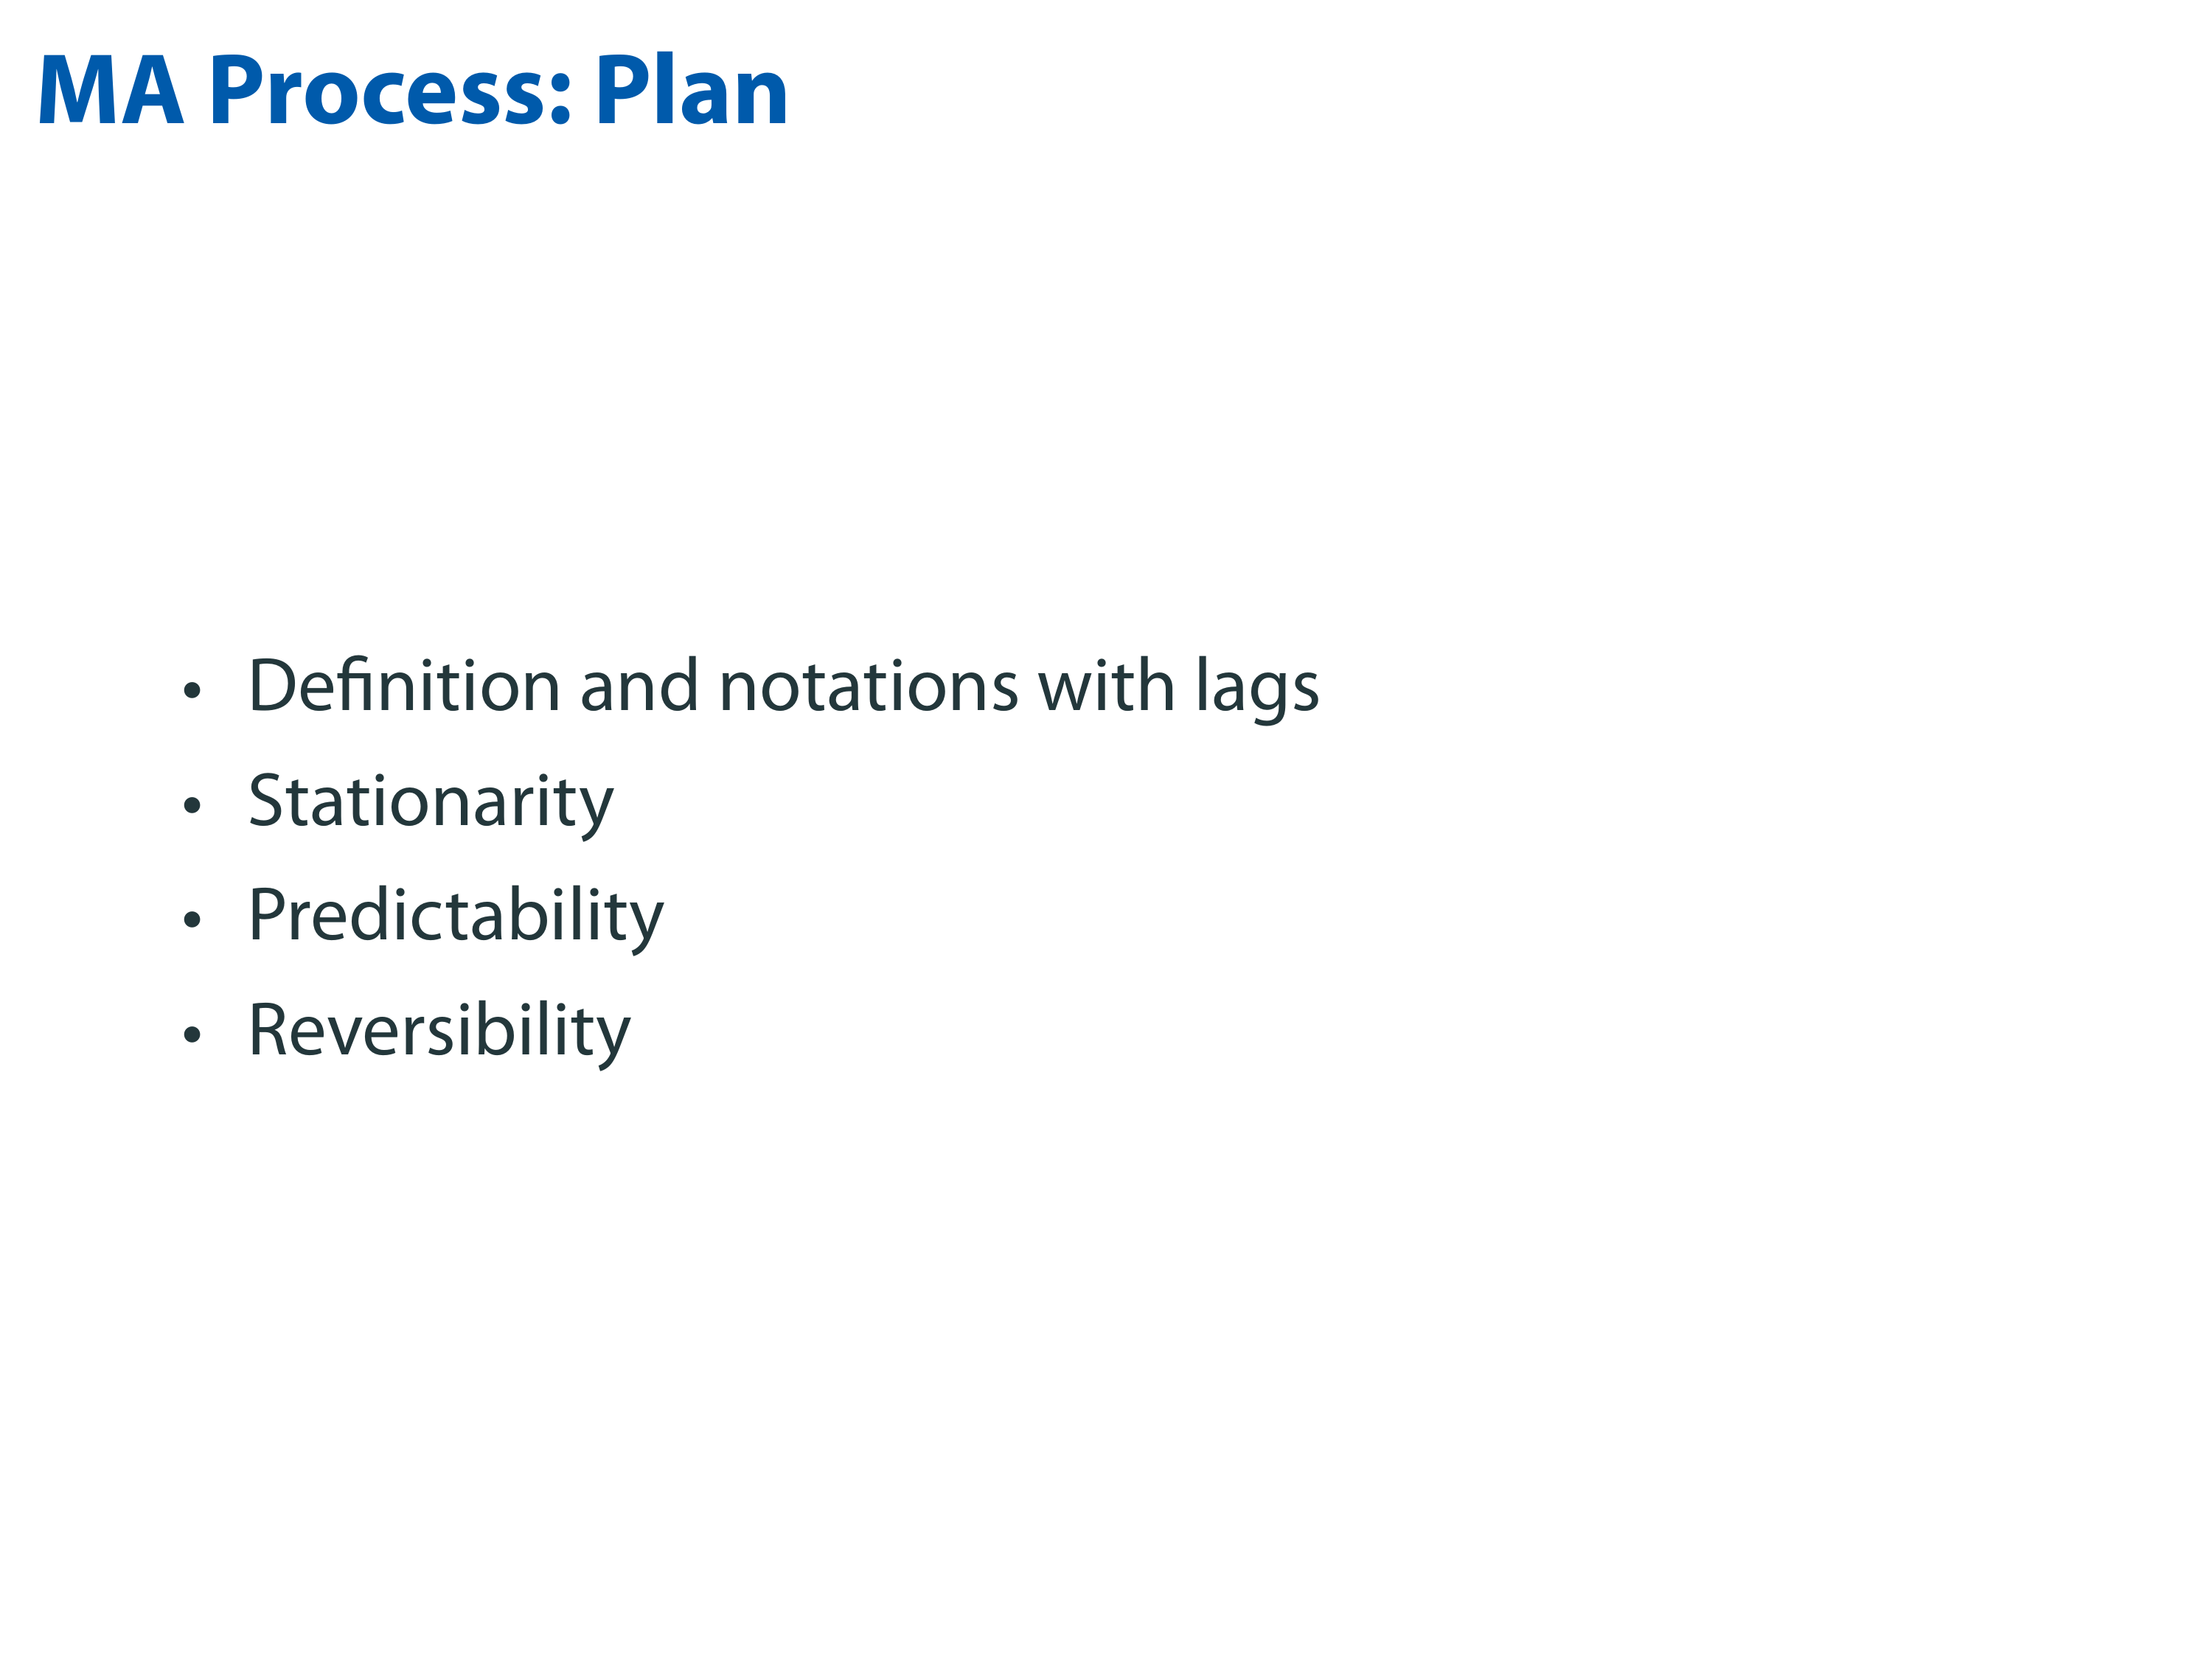 MA Process: Plan
• Definition and notations with lags
• Stationarity
• Predictability
• Reversibility